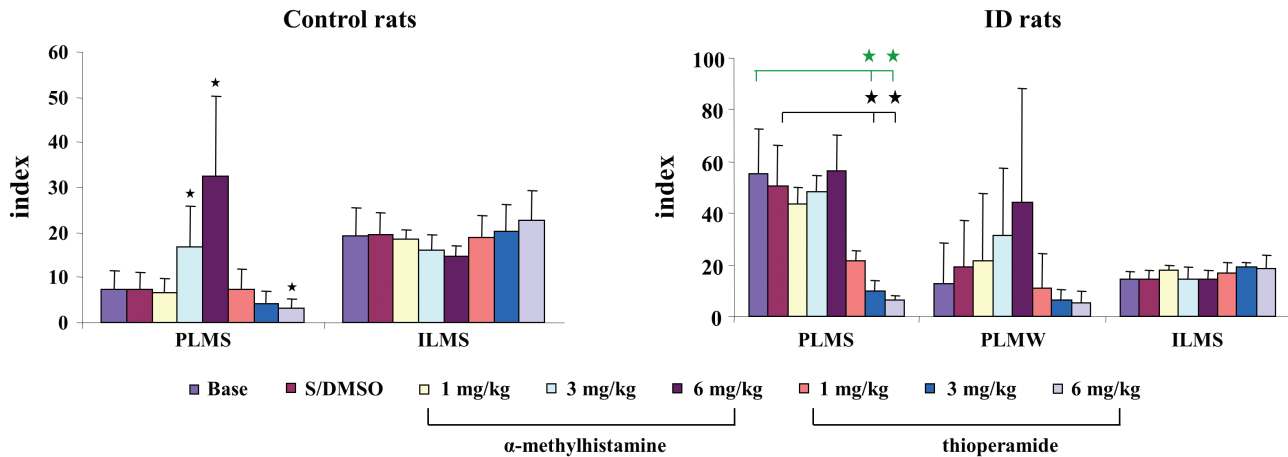 Control rats
index
60
50
40
30
20
10
0
PLMS
ILMS
ID rats
index
100
80
60
40
20
0
PLMS
PLMW
ILMS
Base
S/DMSO
1 mg/kg
3 mg/kg
6 mg/kg
1 mg/kg
3 mg/kg
6 mg/kg
α-methylhistamine
thioperamide